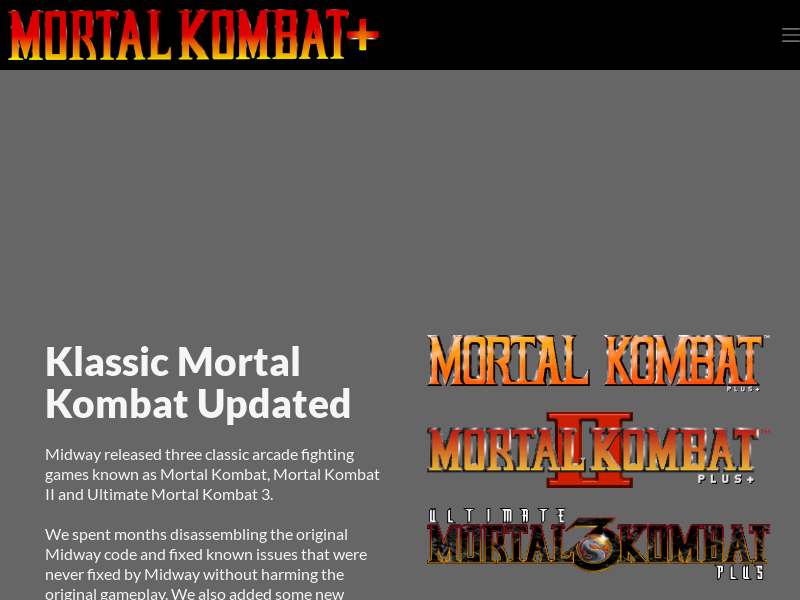 MORTAL KOMBAT+
Klassic Mortal
Kombat Updated
Midway released three classic arcade fighting
games known as Mortal Kombat, Mortal Kombat
II and Ultimate Mortal Kombat 3.
We spent months disassembling the original
Midway code and fixed known issues that were
never fixed by Midway without harming the
original gameplay. We also added some new
MORTAL KOMBAT™
PLUS+
MORTAL KOMBAT™
II
PLUS+
ULTIMATE
MORTAL 3 KOMBAT
PLUS